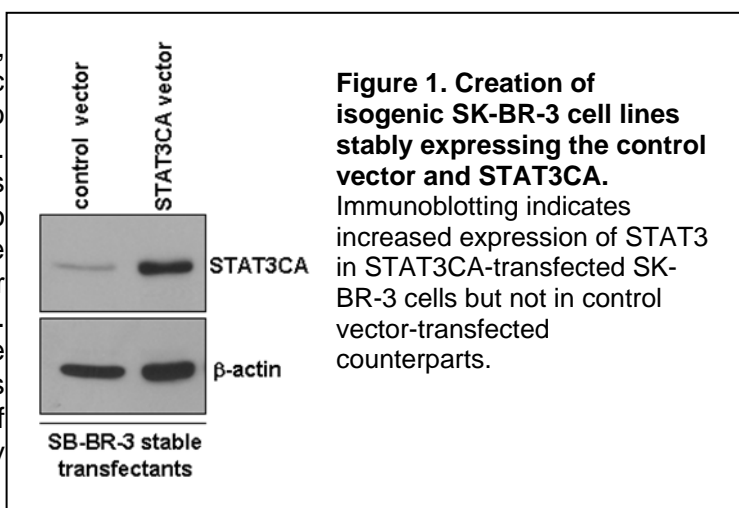 control vector
STAT3CA vector
STAT3CA
β-actin
SB-BR-3 stable
transfectants
Figure 1. Creation of
isogenic SK-BR-3 cell lines
stably expressing the control
vector and STAT3CA.
Immunoblotting indicates
increased expression of STAT3
in STAT3CA-transfected SK-
BR-3 cells but not in control
vector-transfected
counterparts.